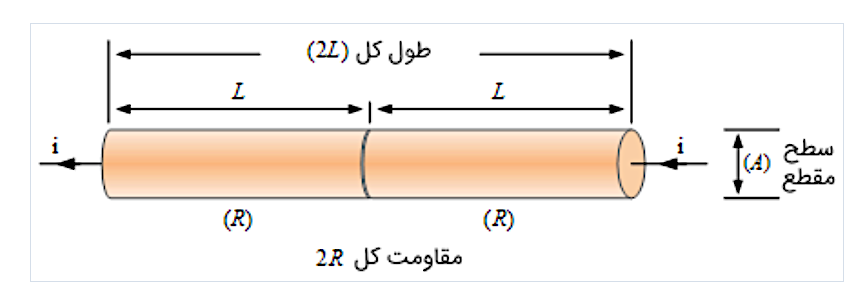 طول کل (2L)
L
L
i
i
(A)
سطح
مقطع
(R)
(R)
مقاومت کل 2R